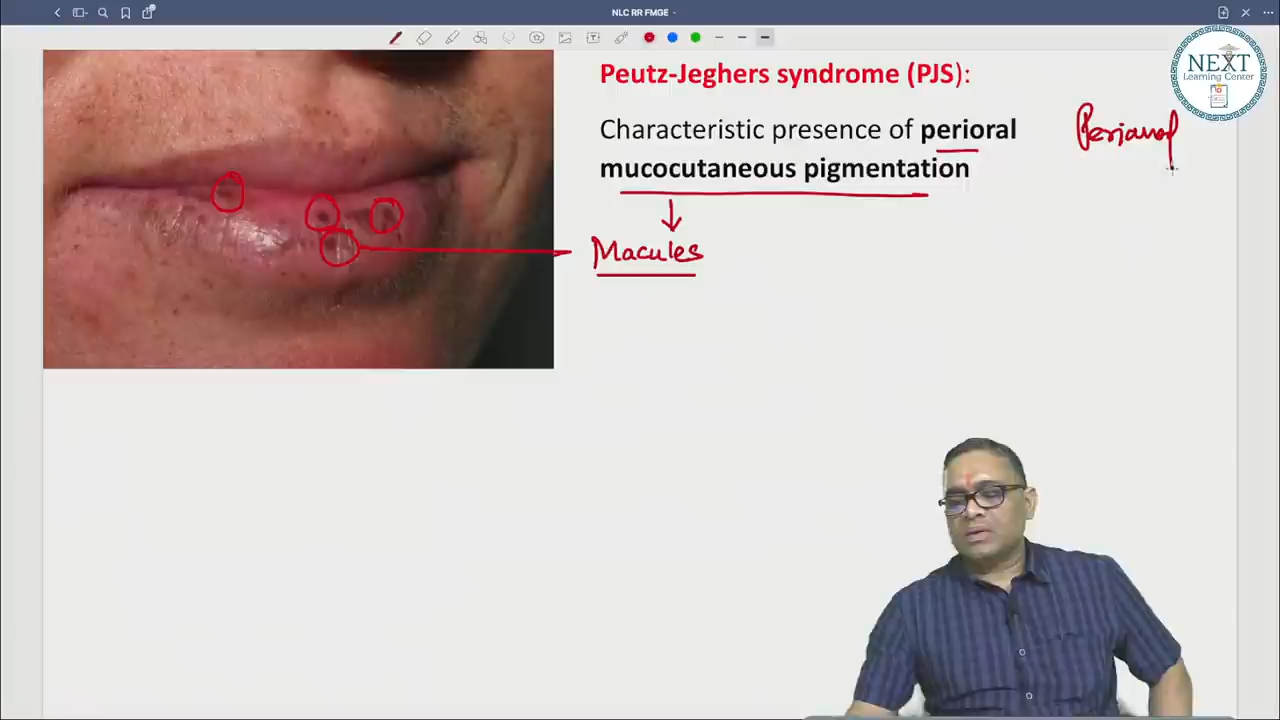 NLC RR FMGE
NEXT
Learning Center
Peutz-Jeghers syndrome (PJS):
Characteristic presence of perioral
mucocutaneous pigmentation
Perianal
Macules